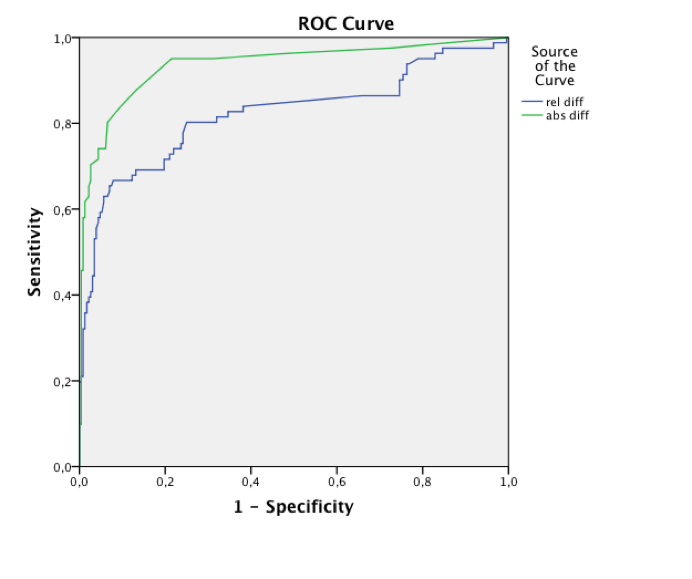 ROC Curve
Sensitivity
1,0
0,8
0,6
0,4
0,2
0,0
0,0 0,2 0,4 0,6 0,8 1,0
1 - Specificity
Source
of the
Curve
rel diff
abs diff